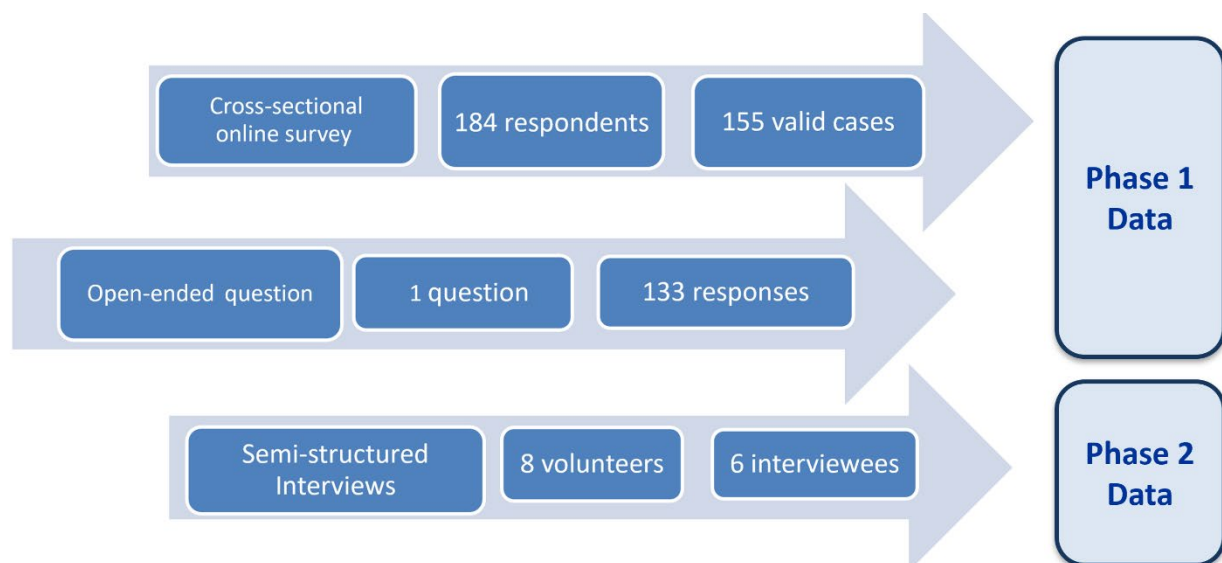 Cross-sectional
online survey
184 respondents
155 valid cases
Phase 1
Data
Open-ended question
1 question
133 responses
Semi-structured
Interviews
8 volunteers
6 interviewees
Phase 2
Data